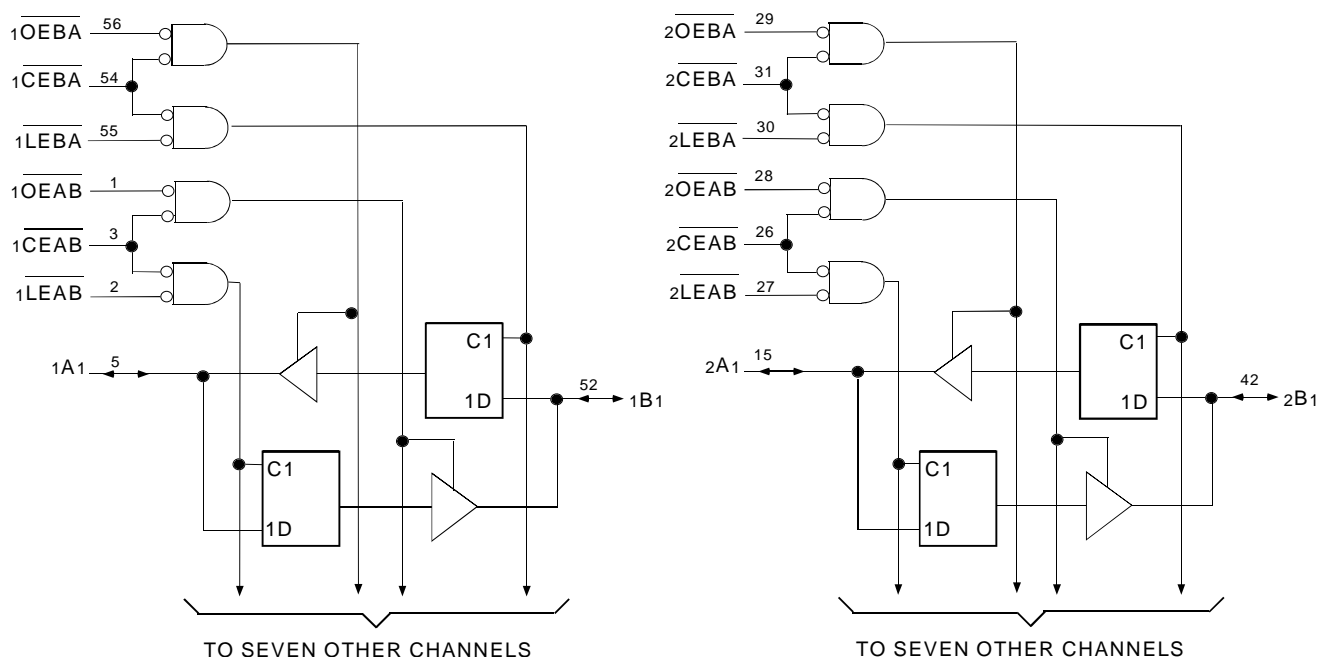 1OEBA 56
1CEBA 54
1LEBA 55
1OEAB 1
1CEAB 3
1LEAB 2
C1
1A1 5
1D
52 1B1
C1
1D
TO SEVEN OTHER CHANNELS
2OEBA 29
2CEBA 31
2LEBA 30
2OEAB 28
2CEAB 26
2LEAB 27
C1
2A1 15
1D
42 2B1
C1
1D
TO SEVEN OTHER CHANNELS